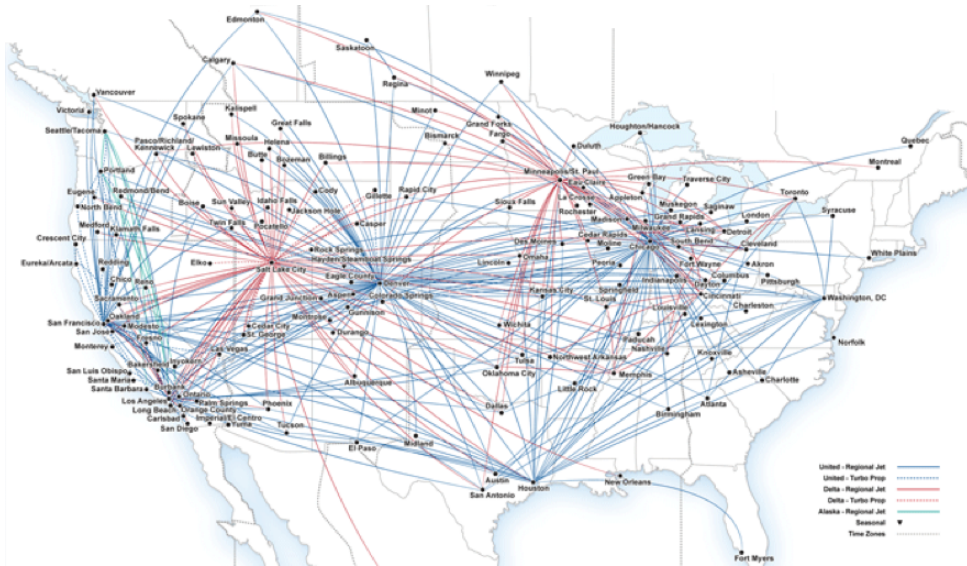 Edmonton
Saskatoon
Calgary
Regina
Winnipeg
Vancouver
Victoria
Seattle/Tacoma
Spokane
Kalispell
Great Falls
Minot
Grand Forks
Fargo
Bismarck
Houghton/Hancock
Duluth
Quebec
Montreal
Pasco/Richland/
Kennewick
Lewiston
Missoula
Helena
Butte
Bozeman
Billings
Minneapolis/St. Paul
Eau Claire
Green Bay
Traverse City
Toronto
Portland
Eugene
Redmond/Bend
North Bend
Boise
Sun Valley
Idaho Falls
Cody
Gillette
Rapid City
Sioux Falls
La Crosse
Appleton
Rochester
Madison
Muskegon
Saginaw
London
Syracuse
Medford
Klamath Falls
Twin Falls
Pocatello
Jackson Hole
Casper
Milwaukee
Grand Rapids
Lansing
Detroit
Crescent City
Eureka/Arcata
Redding
Elko
Salt Lake City
Rock Springs
Hayden/Steamboat Springs
Eagle County
Denver
Des Moines
Omaha
Lincoln
Cedar Rapids
Moline
Chicago
South Bend
Cleveland
White Plains
Chico
Reno
Sacramento
Grand Junction
Aspen
Colorado Springs
Gunnison
Peoria
Fort Wayne
Akron
Indianapolis
Columbus
Dayton
Pittsburgh
Oakland
San Francisco
Modesto
San Jose
Fresno
Monterey
Cedar City
St. George
Montrose
Durango
Kansas City
Springfield
St. Louis
Cincinnati
Louisville
Charleston
Washington, DC
Lexington
Las Vegas
Inyokern
Bakersfield
San Luis Obispo
Santa Maria
Santa Barbara
Burbank
Ontario
Wichita
Tulsa
Northwest Arkansas
Paducah
Nashville
Knoxville
Norfolk
Albuquerque
Oklahoma City
Little Rock
Memphis
Asheville
Charlotte
Los Angeles
Palm Springs
Long Beach
Orange County
Carlsbad
Imperial/El Centro
San Diego
Yuma
Phoenix
Tucson
Dallas
Birmingham
Atlanta
El Paso
Midland
Austin
San Antonio
Houston
New Orleans
Fort Myers
United - Regional Jet
United - Turbo Prop
Delta - Regional Jet
Delta - Turbo Prop
Alaska - Regional Jet
Seasonal
Time Zones